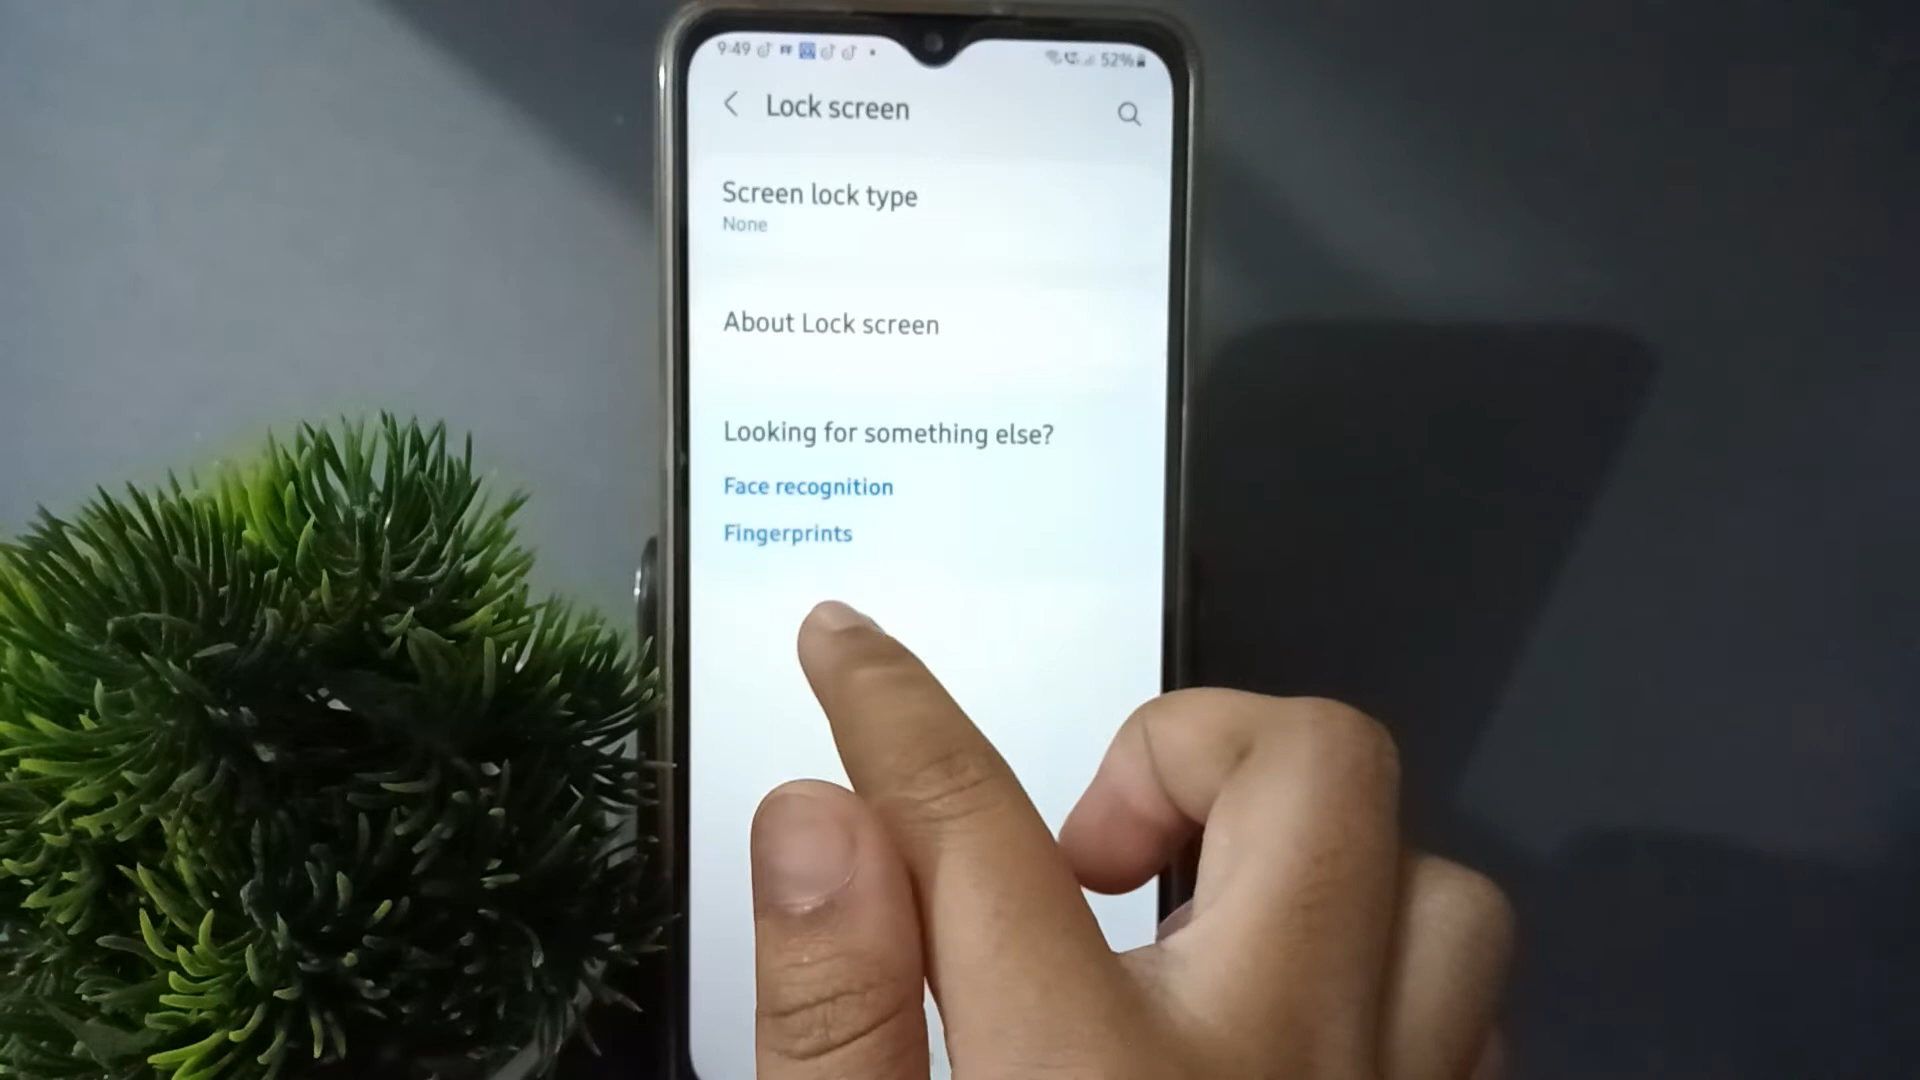 9:49
52%
Lock screen
Screen lock type
None
About Lock screen
Looking for something else?
Face recognition
Fingerprints